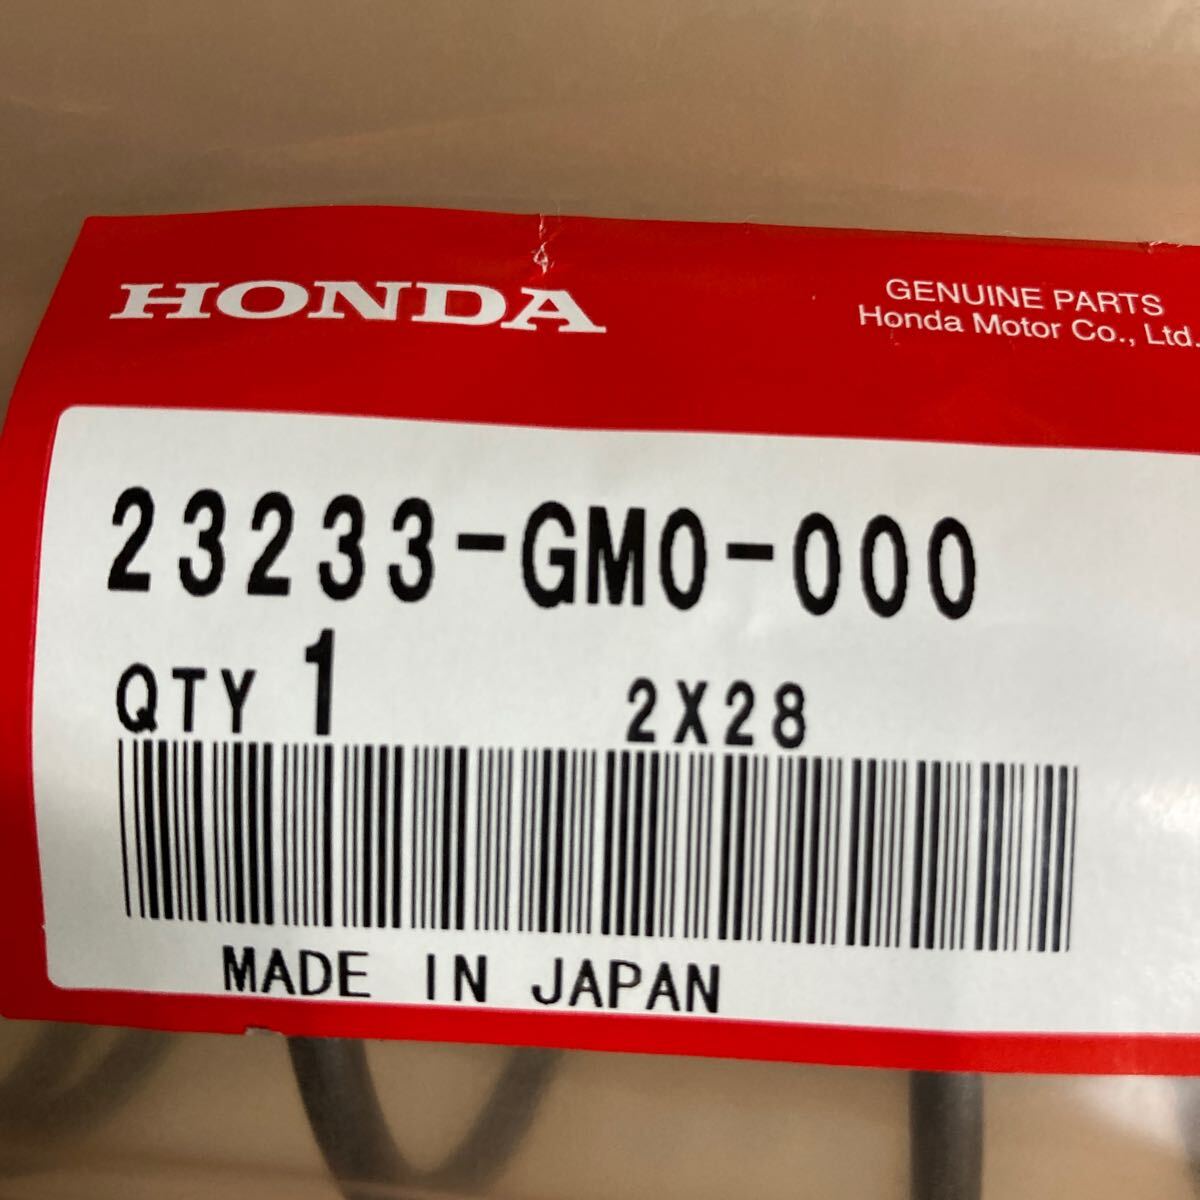 HONDA
GENUINE PARTS
Honda Motor Co., Ltd.
23233-GM0-000
QTY 1 2X28
MADE IN JAPAN